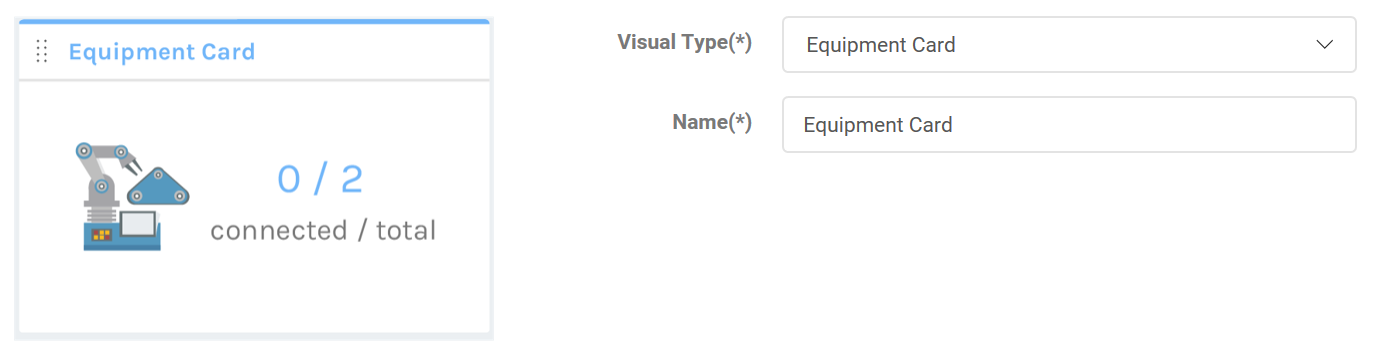 Equipment Card
0 / 2
connected / total
Visual Type(*)
Equipment Card
Name(*)
Equipment Card